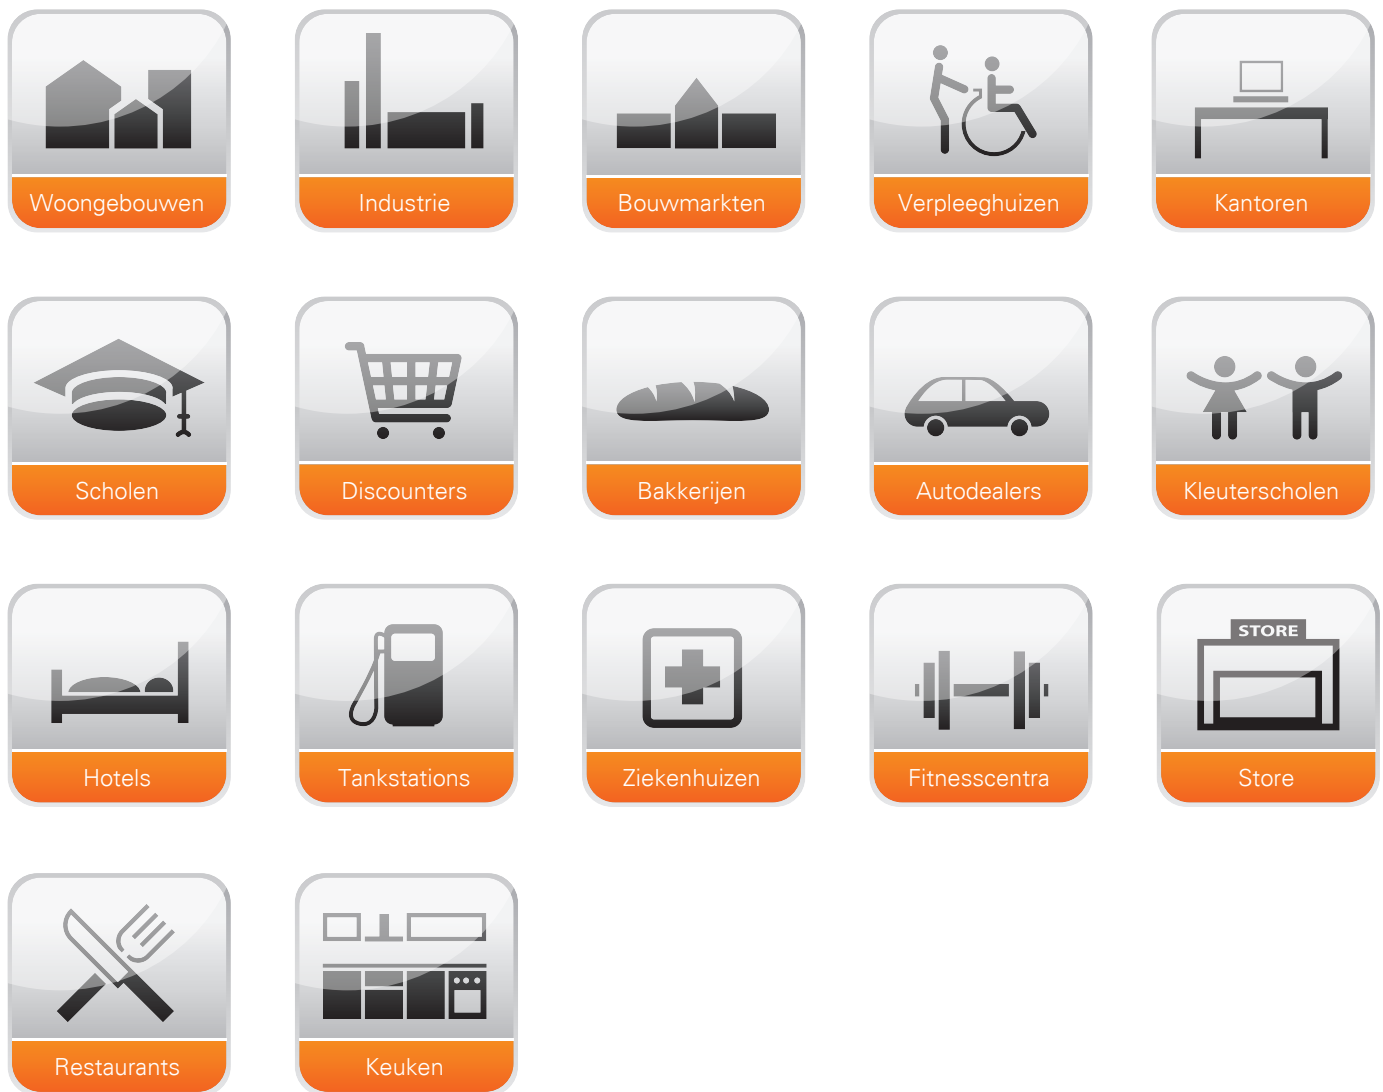 Woongebouwen
Industrie
Bouwmarkten
Verpleeghuizen
Kantoren
Scholen
Discounters
Bakkerijen
Autodealers
Kleuterscholen
Hotels
Tankstations
Ziekenhuizen
Fitnesscentra
STORE
Store
Restaurants
Keuken